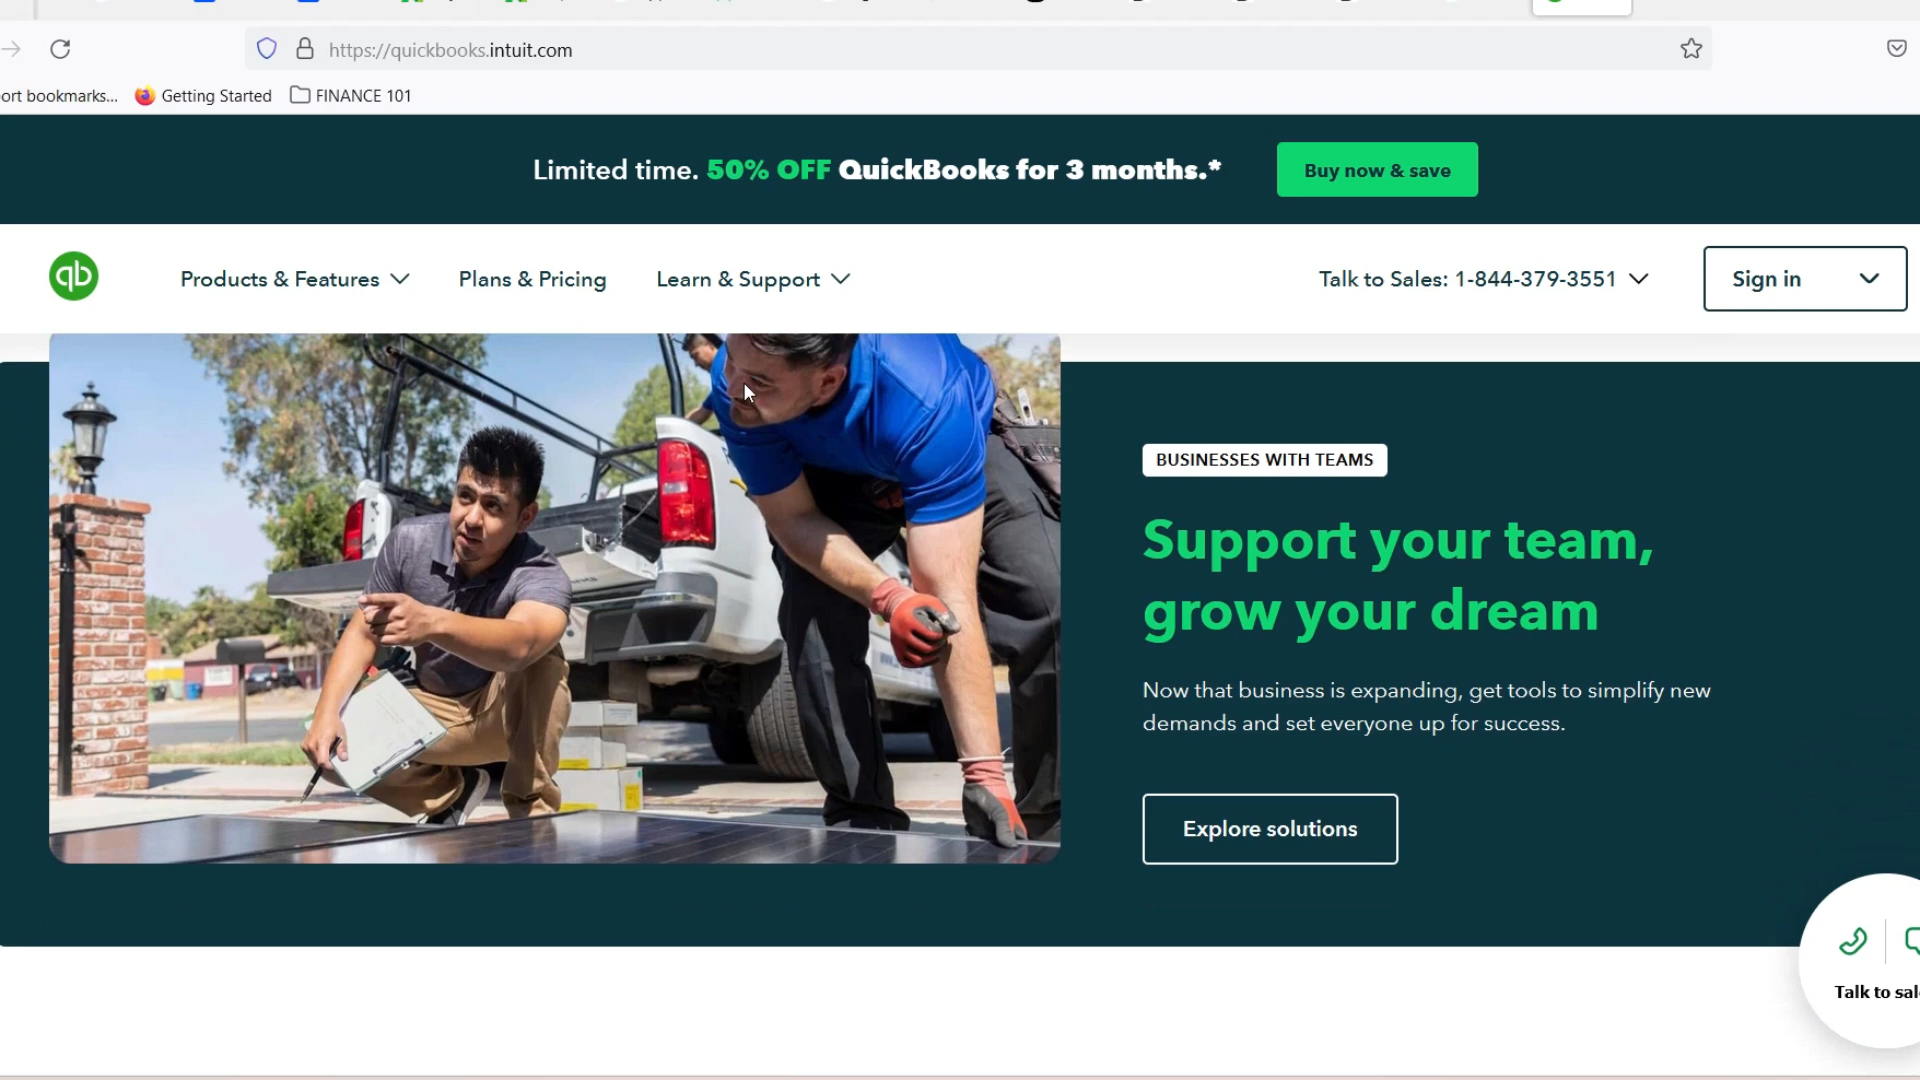 https://quickbooks.intuit.com
ort bookmarks...
Getting Started
FINANCE 101
Limited time. 50% OFF QuickBooks for 3 months.*
Buy now & save
qb
Products & Features
Plans & Pricing
Learn & Support
Talk to Sales: 1-844-379-3551
Sign in
BUSINESSES WITH TEAMS
Support your team,
grow your dream
Now that business is expanding, get tools to simplify new
demands and set everyone up for success.
Explore solutions
Talk to sal